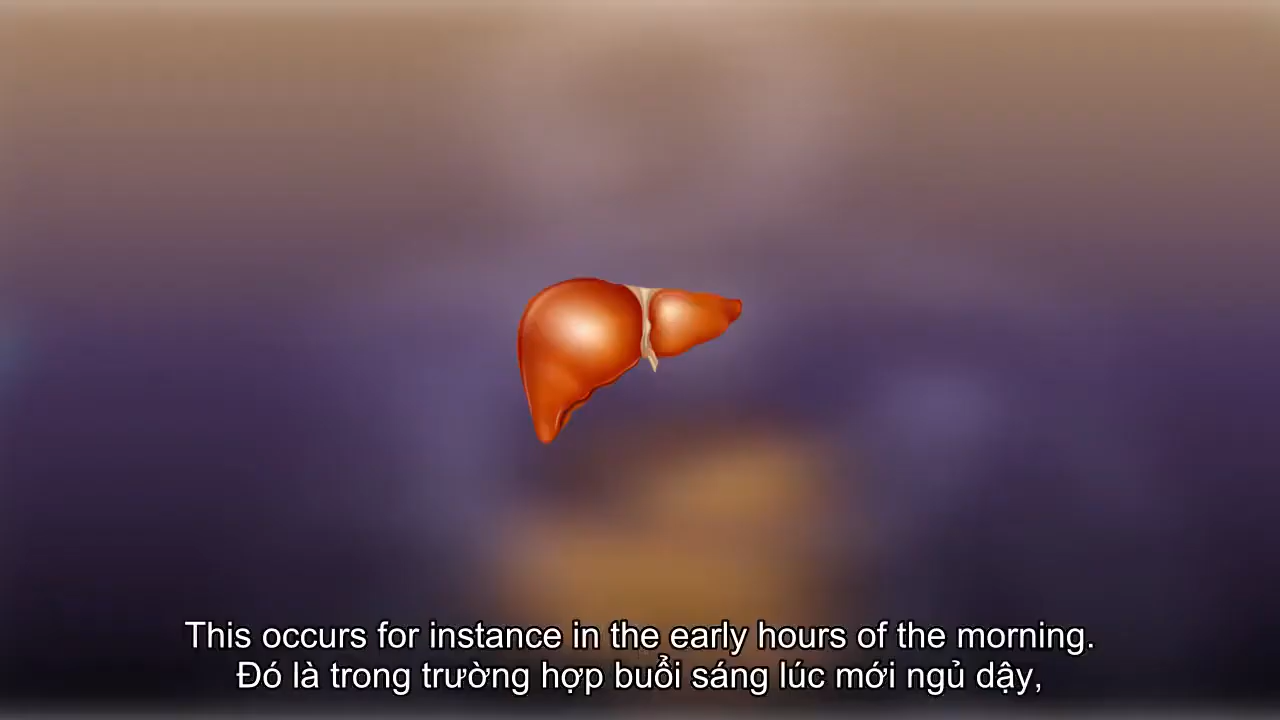 This occurs for instance in the early hours of the morning.
Đó là trong trường hợp buổi sáng lúc mới ngủ dậy,